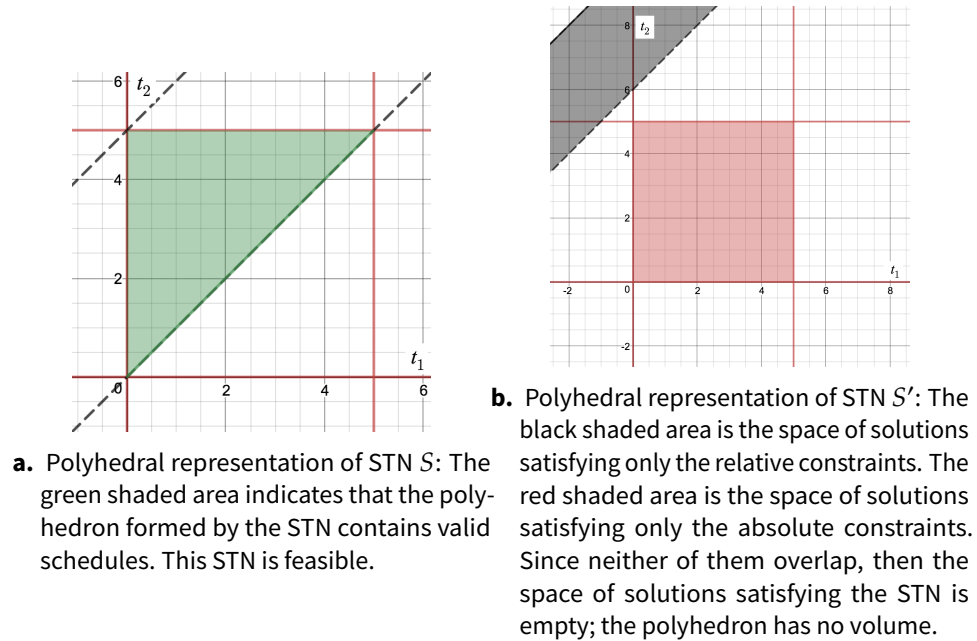 6
t₂
4
2
0
2
4
6
t₁
a. Polyhedral representation of STN S: The
green shaded area indicates that the poly-
hedron formed by the STN contains valid
schedules. This STN is feasible.
8
t₂
6
4
2
t₁
-2
0
2
4
6
8
-2
b. Polyhedral representation of STN S′: The
black shaded area is the space of solutions
satisfying only the relative constraints. The
red shaded area is the space of solutions
satisfying only the absolute constraints.
Since neither of them overlap, then the
space of solutions satisfying the STN is
empty; the polyhedron has no volume.